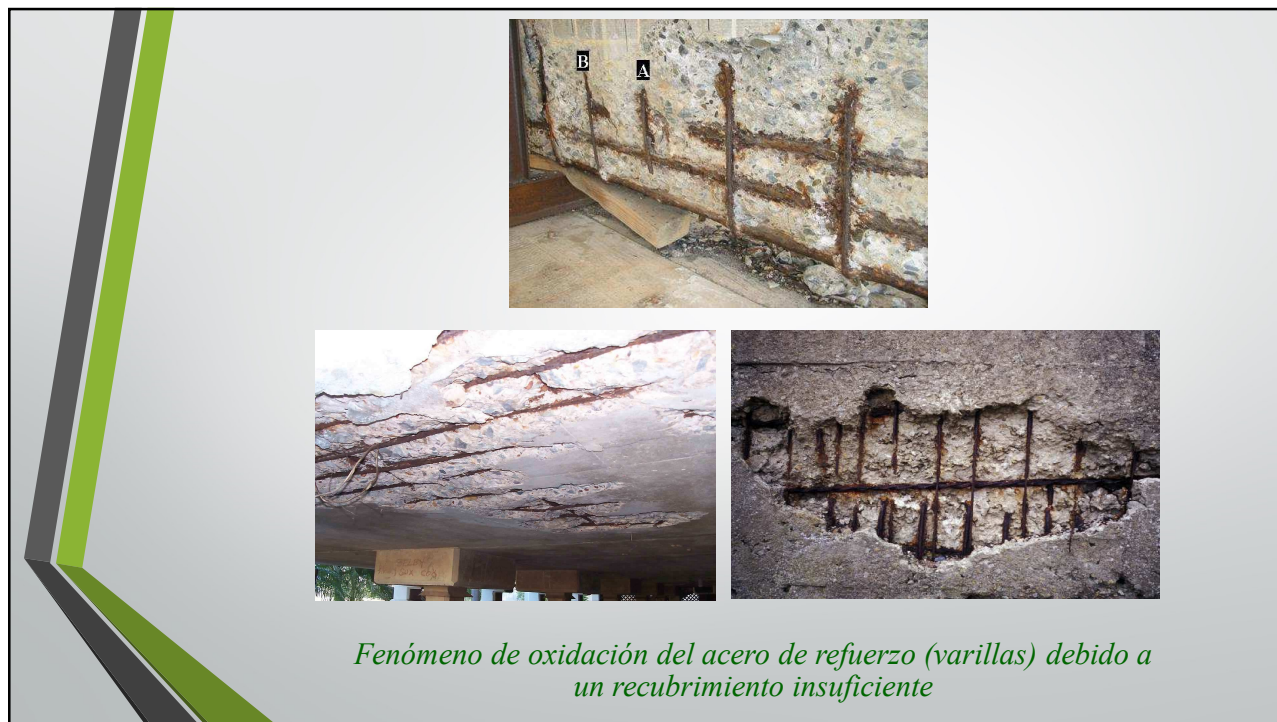 B
A
Fenómeno de oxidación del acero de refuerzo (varillas) debido a
un recubrimiento insuficiente